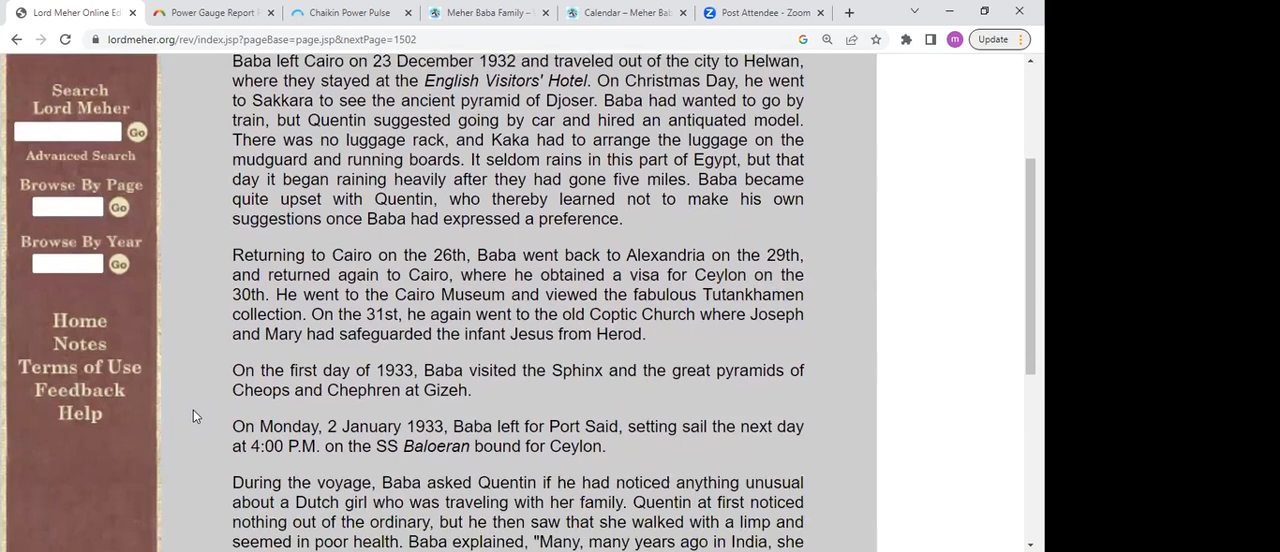 Lord Meher Online Ed
Power Gauge Report
Chaikin Power Pulse
Meher Baba Family –
Calendar – Meher Bab
Post Attendee - Zoom
lordmeher.org/rev/index.jsp?pageBase=page.jsp&nextPage=1502
m
Update
Search
Lord Meher
Go
Advanced Search
Browse By Page
Go
Browse By Year
Go
Home
Notes
Terms of Use
Feedback
Help
Baba left Cairo on 23 December 1932 and traveled out of the city to Helwan,
where they stayed at the English Visitors' Hotel. On Christmas Day, he went
to Sakkara to see the ancient pyramid of Djoser. Baba had wanted to go by
train, but Quentin suggested going by car and hired an antiquated model.
There was no luggage rack, and Kaka had to arrange the luggage on the
mudguard and running boards. It seldom rains in this part of Egypt, but that
day it began raining heavily after they had gone five miles. Baba became
quite upset with Quentin, who thereby learned not to make his own
suggestions once Baba had expressed a preference.
Returning to Cairo on the 26th, Baba went back to Alexandria on the 29th,
and returned again to Cairo, where he obtained a visa for Ceylon on the
30th. He went to the Cairo Museum and viewed the fabulous Tutankhamen
collection. On the 31st, he again went to the old Coptic Church where Joseph
and Mary had safeguarded the infant Jesus from Herod.
On the first day of 1933, Baba visited the Sphinx and the great pyramids of
Cheops and Chephren at Gizeh.
On Monday, 2 January 1933, Baba left for Port Said, setting sail the next day
at 4:00 P.M. on the SS Baloeran bound for Ceylon.
During the voyage, Baba asked Quentin if he had noticed anything unusual
about a Dutch girl who was traveling with her family. Quentin at first noticed
nothing out of the ordinary, but he then saw that she walked with a limp and
seemed in poor health. Baba explained, "Many, many years ago in India, she